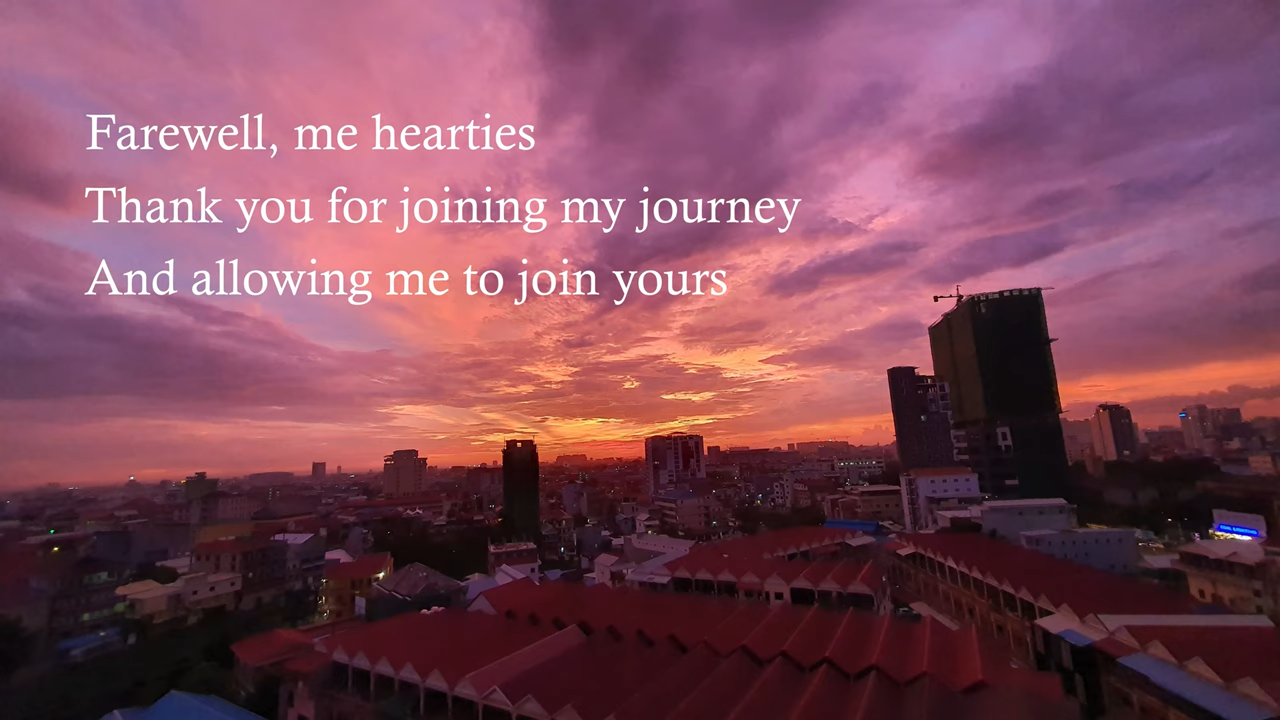 Farewell, me hearties
Thank you for joining my journey
And allowing me to join yours